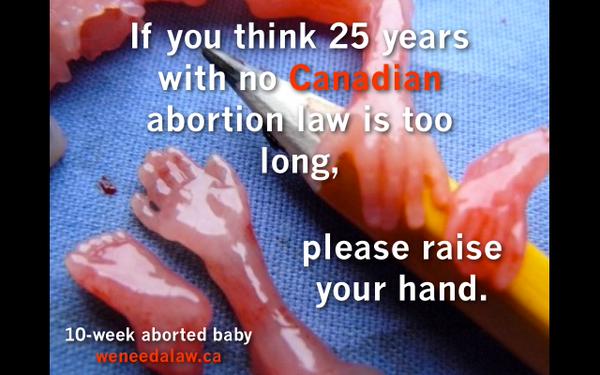 If you think 25 years
with no Canadian
abortion law is too
long,
please raise
your hand.
10-week aborted baby
weneedalaw.ca